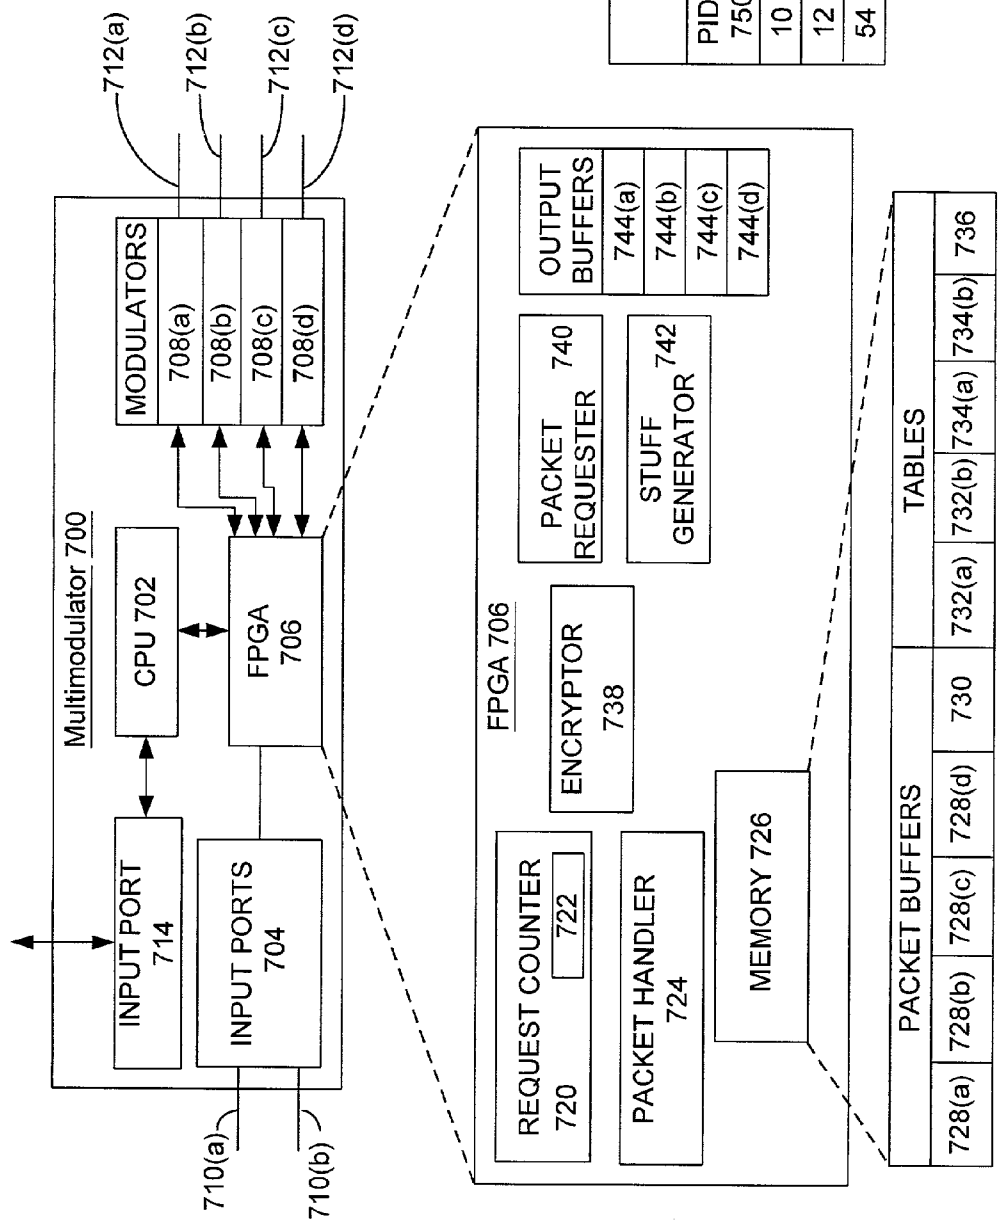 Multimodulator 700
INPUT PORT
714
CPU 702
MODULATORS
708(a)
708(b)
708(c)
708(d)
712(a)
712(b)
712(c)
712(d)
INPUT PORTS
704
FPGA
706
710(a)
710(b)
FPGA 706
REQUEST COUNTER
720
722
ENCRYPTOR
738
PACKET
REQUESTER
740
OUTPUT
BUFFERS
744(a)
744(b)
744(c)
744(d)
PACKET HANDLER
724
STUFF
GENERATOR
742
MEMORY 726
PACKET BUFFERS
TABLES
728(a)
728(b)
728(c)
728(d)
730
732(a)
732(b)
734(a)
734(b)
736
PID
750
10
12
54